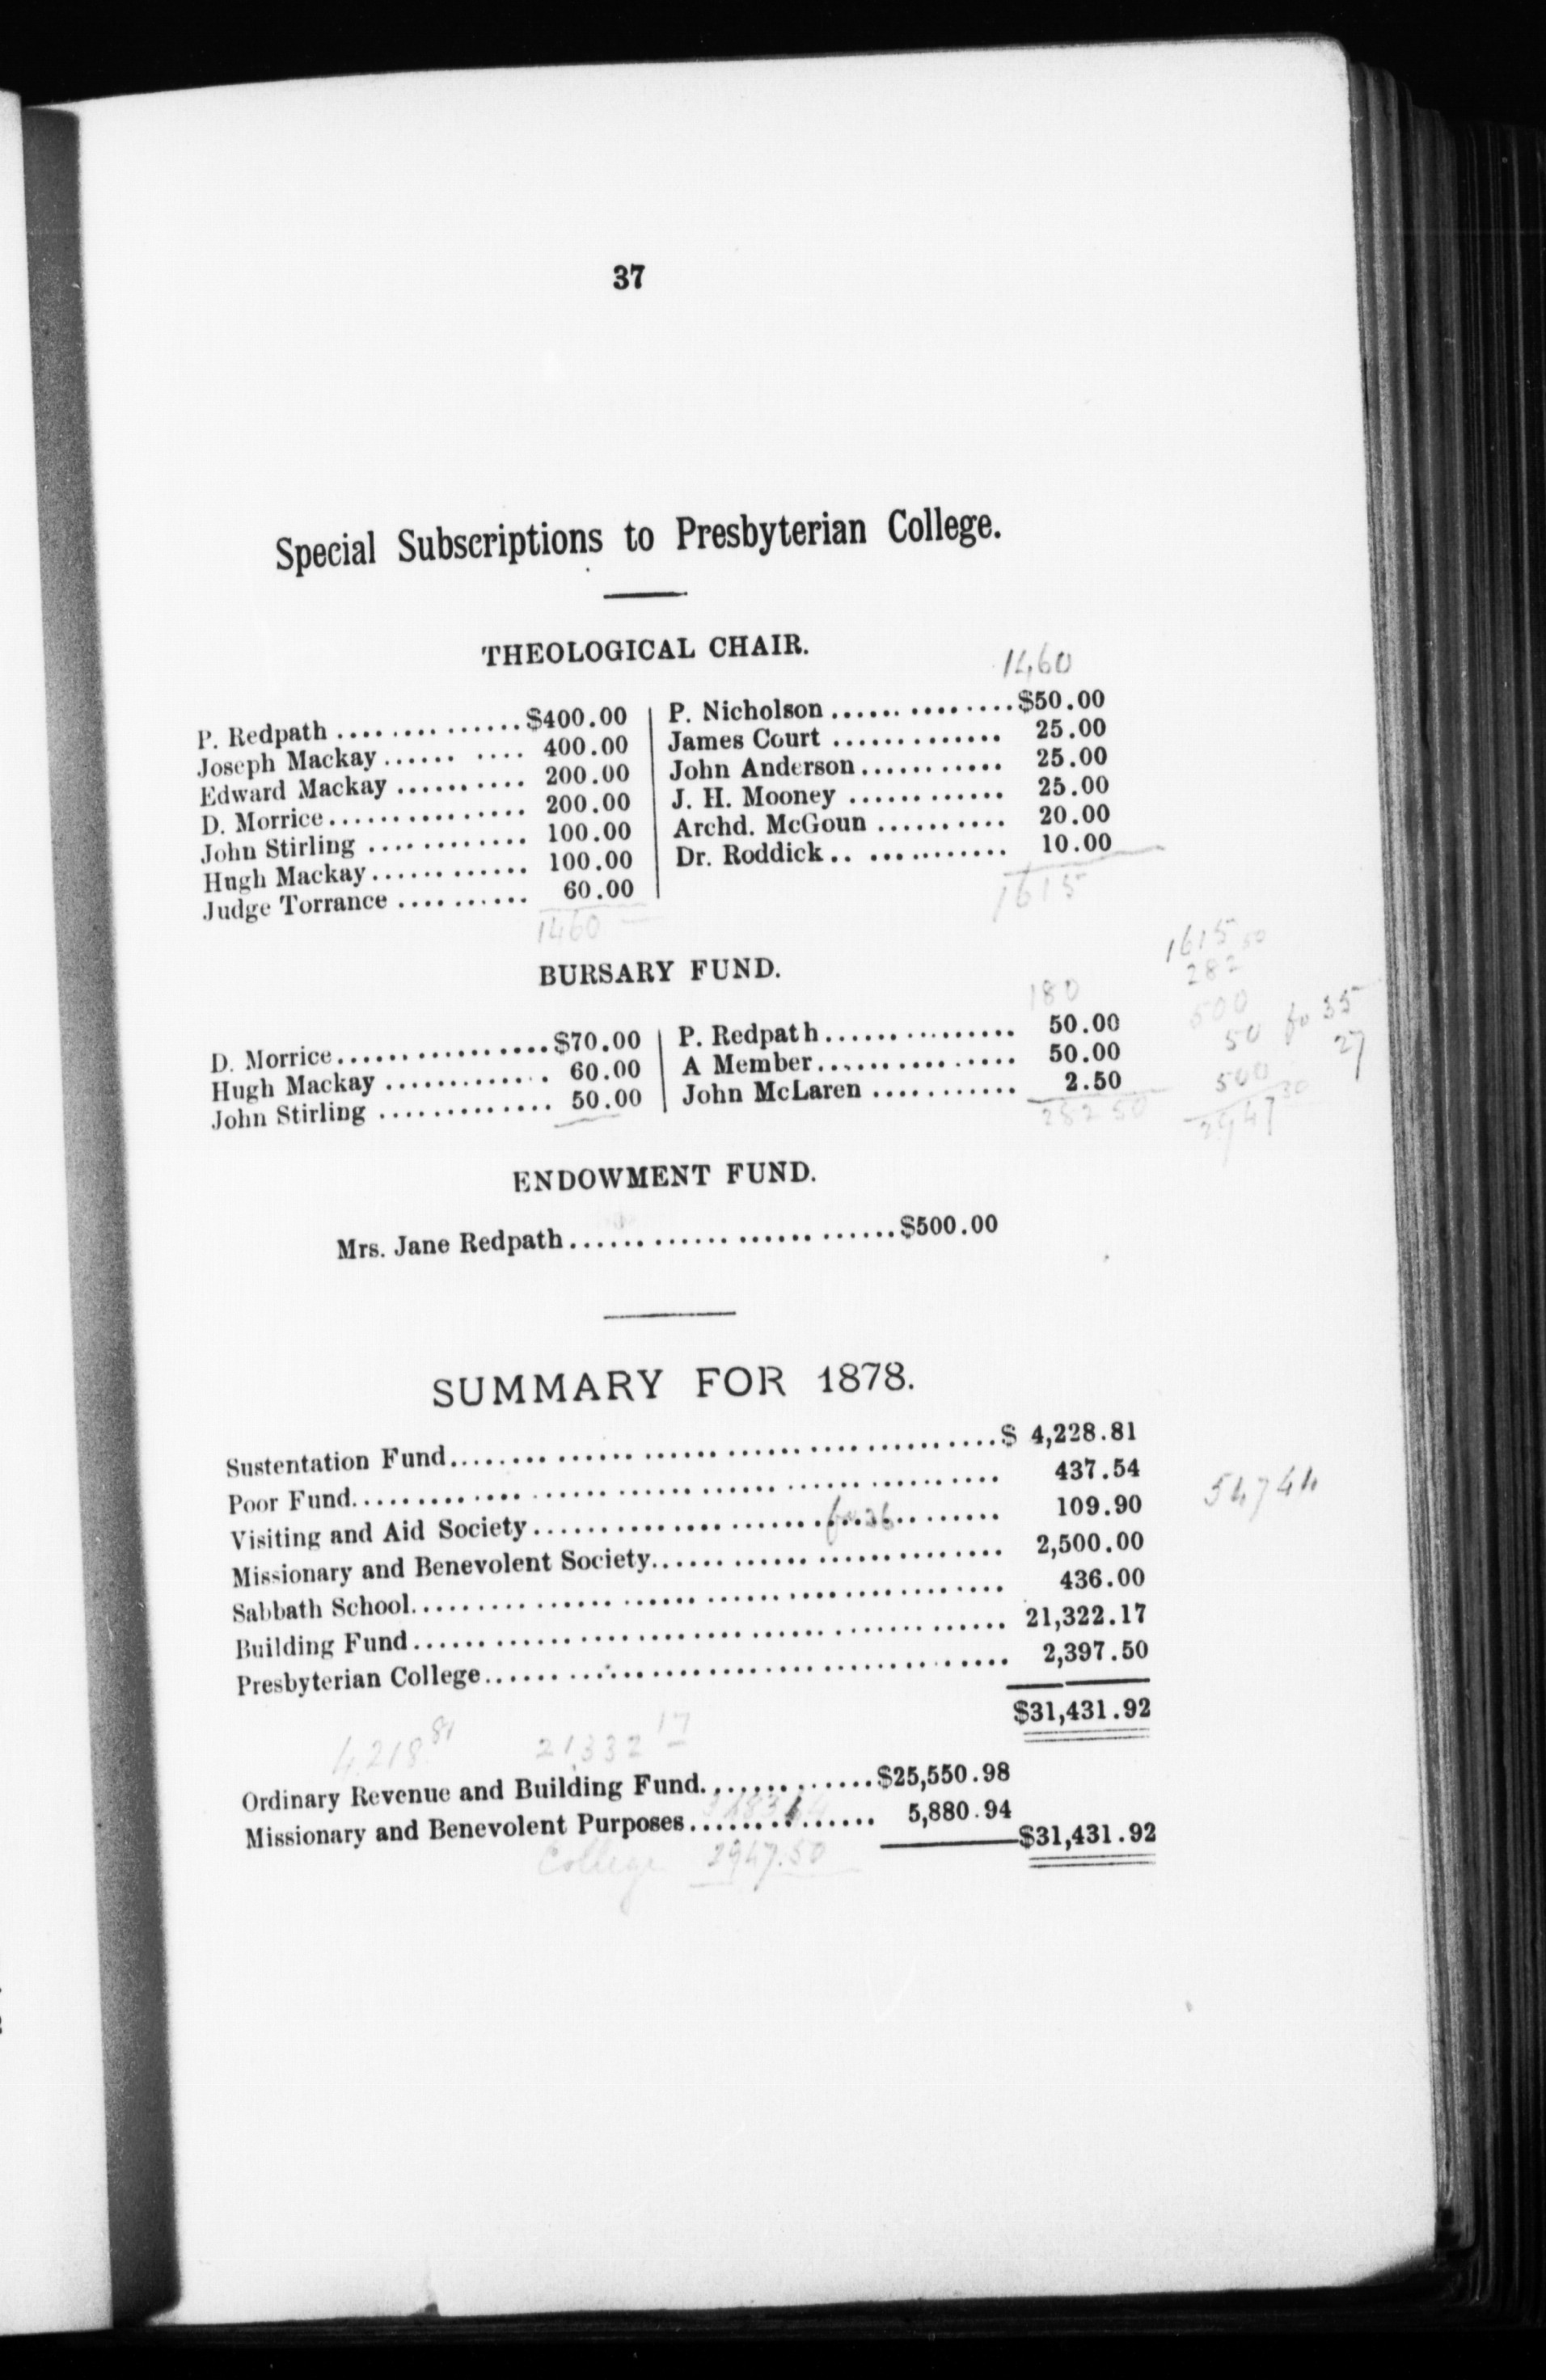 37
Special Subscriptions to Presbyterian College.
THEOLOGICAL CHAIR.
P. Redpath .............. $400.00
Joseph Mackay...... .... 400.00
Edward Mackay .......... 200.00
D. Morrice................ 200.00
John Stirling ............ 100.00
Hugh Mackay............ 100.00
Judge Torrance .......... 60.00
1460
1460
P. Nicholson.............. $50.00
James Court ............. 25.00
John Anderson........... 25.00
J. H. Mooney ............ 25.00
Archd. McGoun .......... 20.00
Dr. Roddick.. ........... 10.00
1615
BURSARY FUND.
D. Morrice................ $70.00
Hugh Mackay ............. 60.00
John Stirling ............. 50.00
180
P. Redpath............... 50.00
A Member................ 50.00
John McLaren ........... 2.50
282 50
1615
282 50
500
50 fo 35
500 27
2947 50
ENDOWMENT FUND.
Mrs. Jane Redpath........................ $500.00
SUMMARY FOR 1878.
Sustentation Fund........................................ $ 4,228.81
Poor Fund........................................ 437.54
Visiting and Aid Society........................................ 109.90
54744
Missionary and Benevolent Society.............................. 2,500.00
Sabbath School........................................ 436.00
Building Fund........................................ 21,322.17
Presbyterian College........................................ 2,397.50
$31,431.92
4,218.81 21,332 17
Ordinary Revenue and Building Fund.............. $25,550.98
Missionary and Benevolent Purposes.............. 5,880.94
$31,431.92
College 2947.50